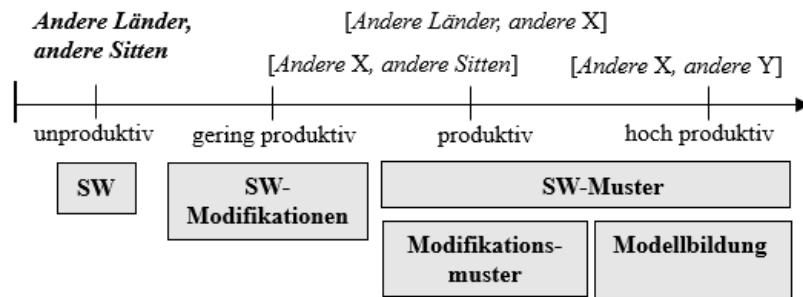 Andere Länder,
andere Sitten
[Andere Länder, andere X]
[Andere X, andere Sitten]
[Andere X, andere Y]
unproduktiv
gering produktiv
produktiv
hoch produktiv
SW
SW-
Modifikationen
SW-Muster
Modifikations-
muster
Modellbildung